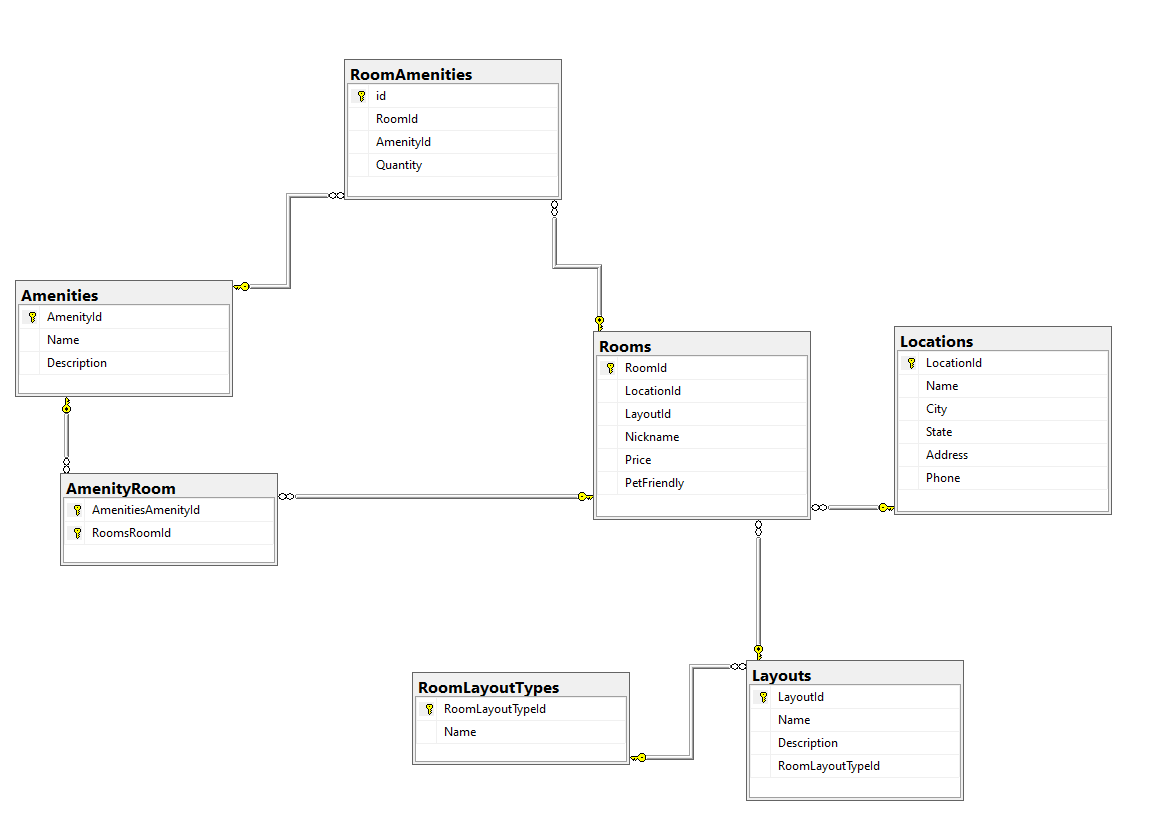 RoomAmenities
id
RoomId
AmenityId
Quantity
Amenities
AmenityId
Name
Description
Rooms
RoomId
LocationId
LayoutId
Nickname
Price
PetFriendly
Locations
LocationId
Name
City
State
Address
Phone
AmenityRoom
AmenitiesAmenityId
RoomsRoomId
RoomLayoutTypes
RoomLayoutTypeId
Name
Layouts
LayoutId
Name
Description
RoomLayoutTypeId